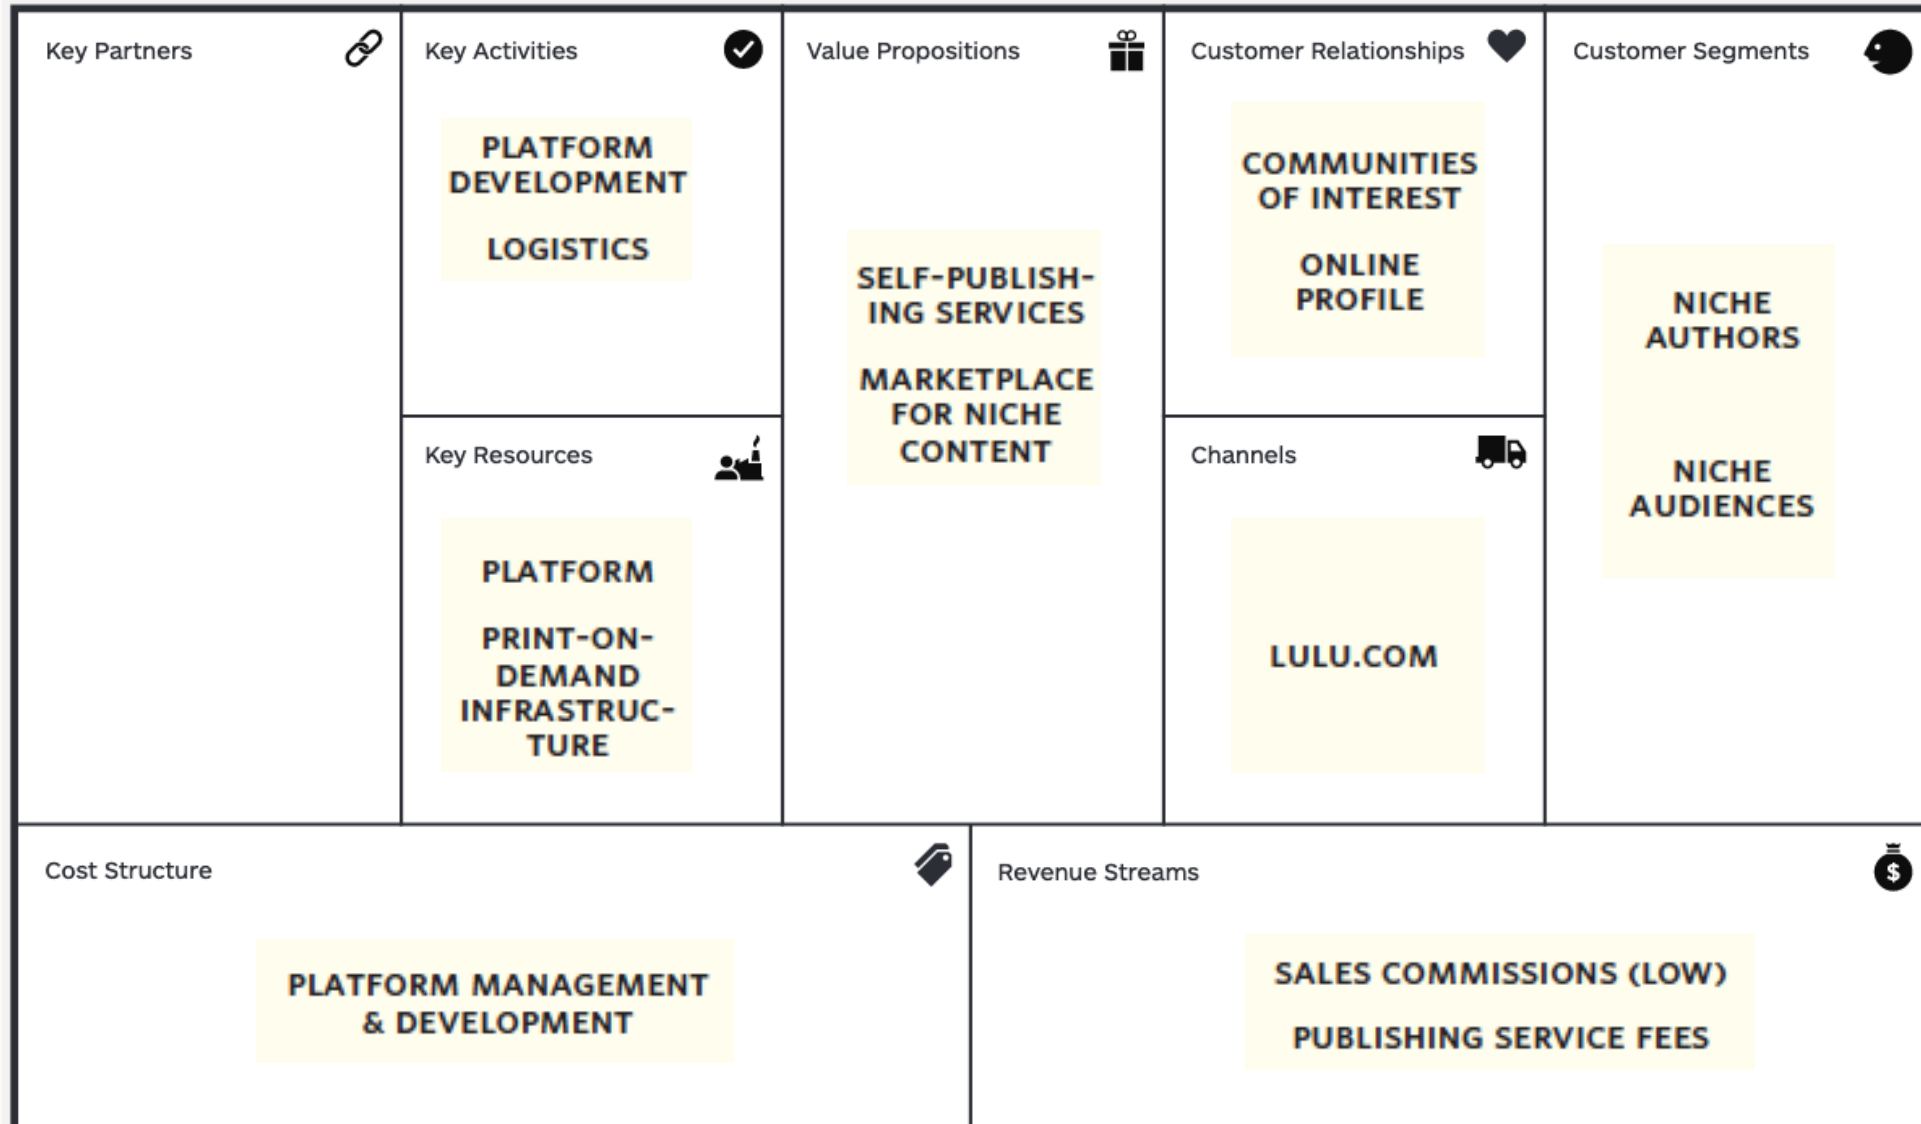 Key Partners
Key Activities
PLATFORM
DEVELOPMENT
LOGISTICS
Key Resources
PLATFORM
PRINT-ON-
DEMAND
INFRASTRUC-
TURE
Value Propositions
SELF-PUBLISH-
ING SERVICES
MARKETPLACE
FOR NICHE
CONTENT
Customer Relationships
COMMUNITIES
OF INTEREST
ONLINE
PROFILE
Channels
LULU.COM
Customer Segments
NICHE
AUTHORS
NICHE
AUDIENCES
Cost Structure
PLATFORM MANAGEMENT
& DEVELOPMENT
Revenue Streams
$
SALES COMMISSIONS (LOW)
PUBLISHING SERVICE FEES